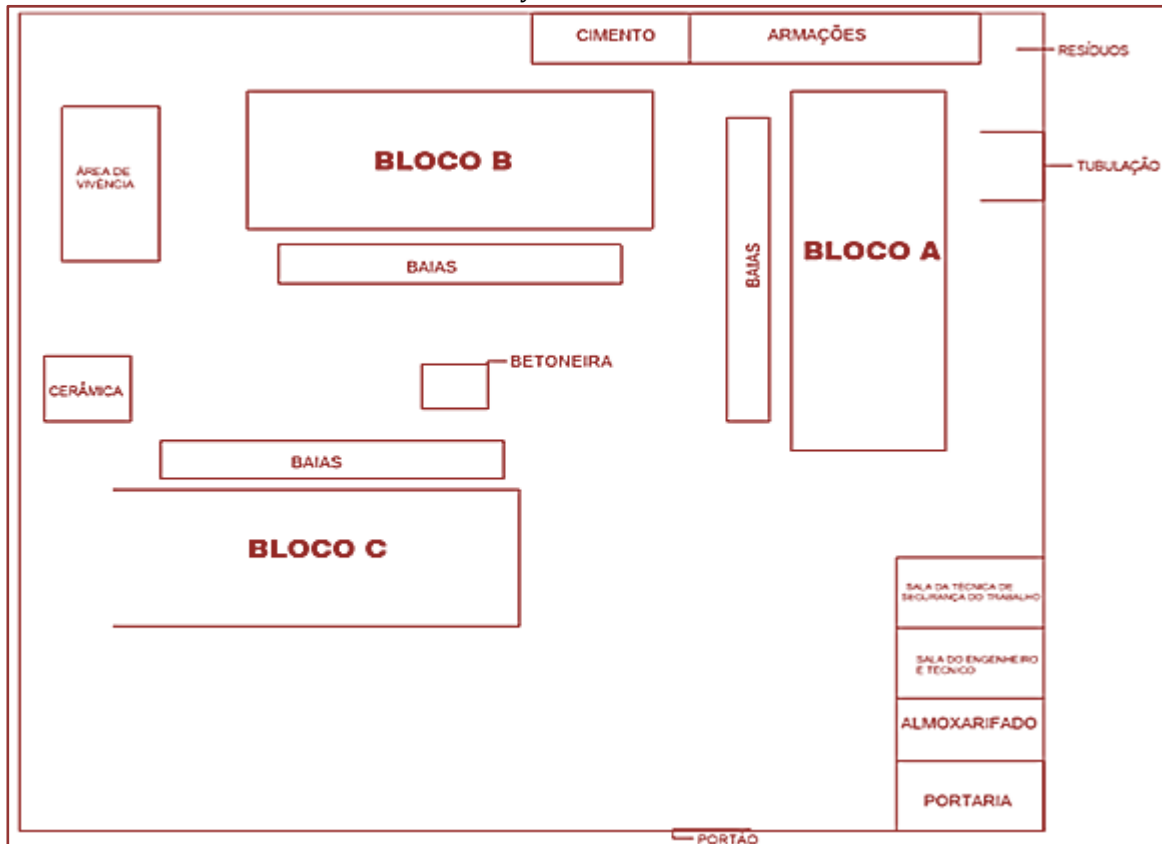 CIMENTO
ARMAÇÕES
RESÍDUOS
ÁREA DE
VIVÊNCIA
BLOCO B
TUBULAÇÃO
BAIAS
BAIAS
BLOCO A
BETONEIRA
CERÂMICA
BAIAS
BLOCO C
SALA DA TÉCNICA DE
SEGURANÇA DO TRABALHO
SALA DO ENGENHEIRO
E TÉCNICO
ALMOXARIFADO
PORTARIA
PORTÃO